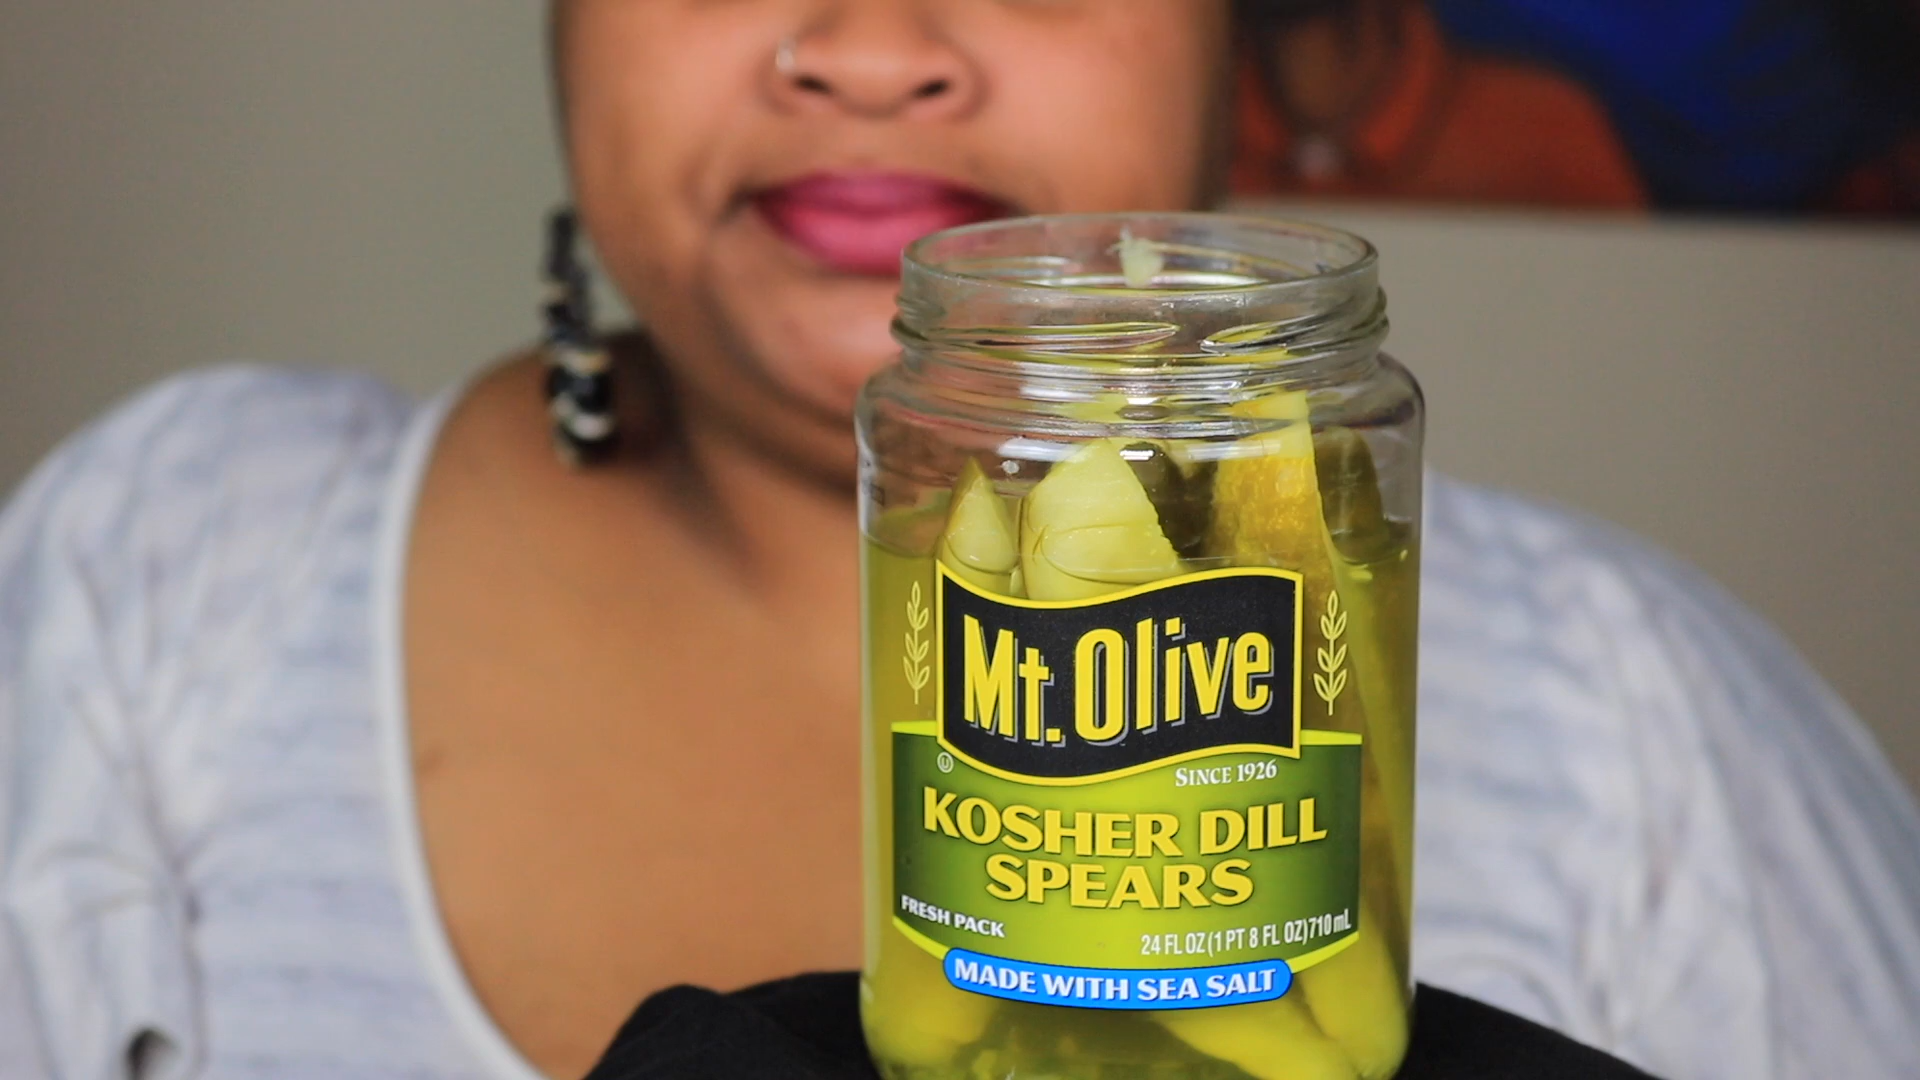 Mt. Olive
U
SINCE 1926
KOSHER DILL
SPEARS
FRESH PACK
24 FL OZ (1 PT 8 FL OZ) 710 mL
MADE WITH SEA SALT